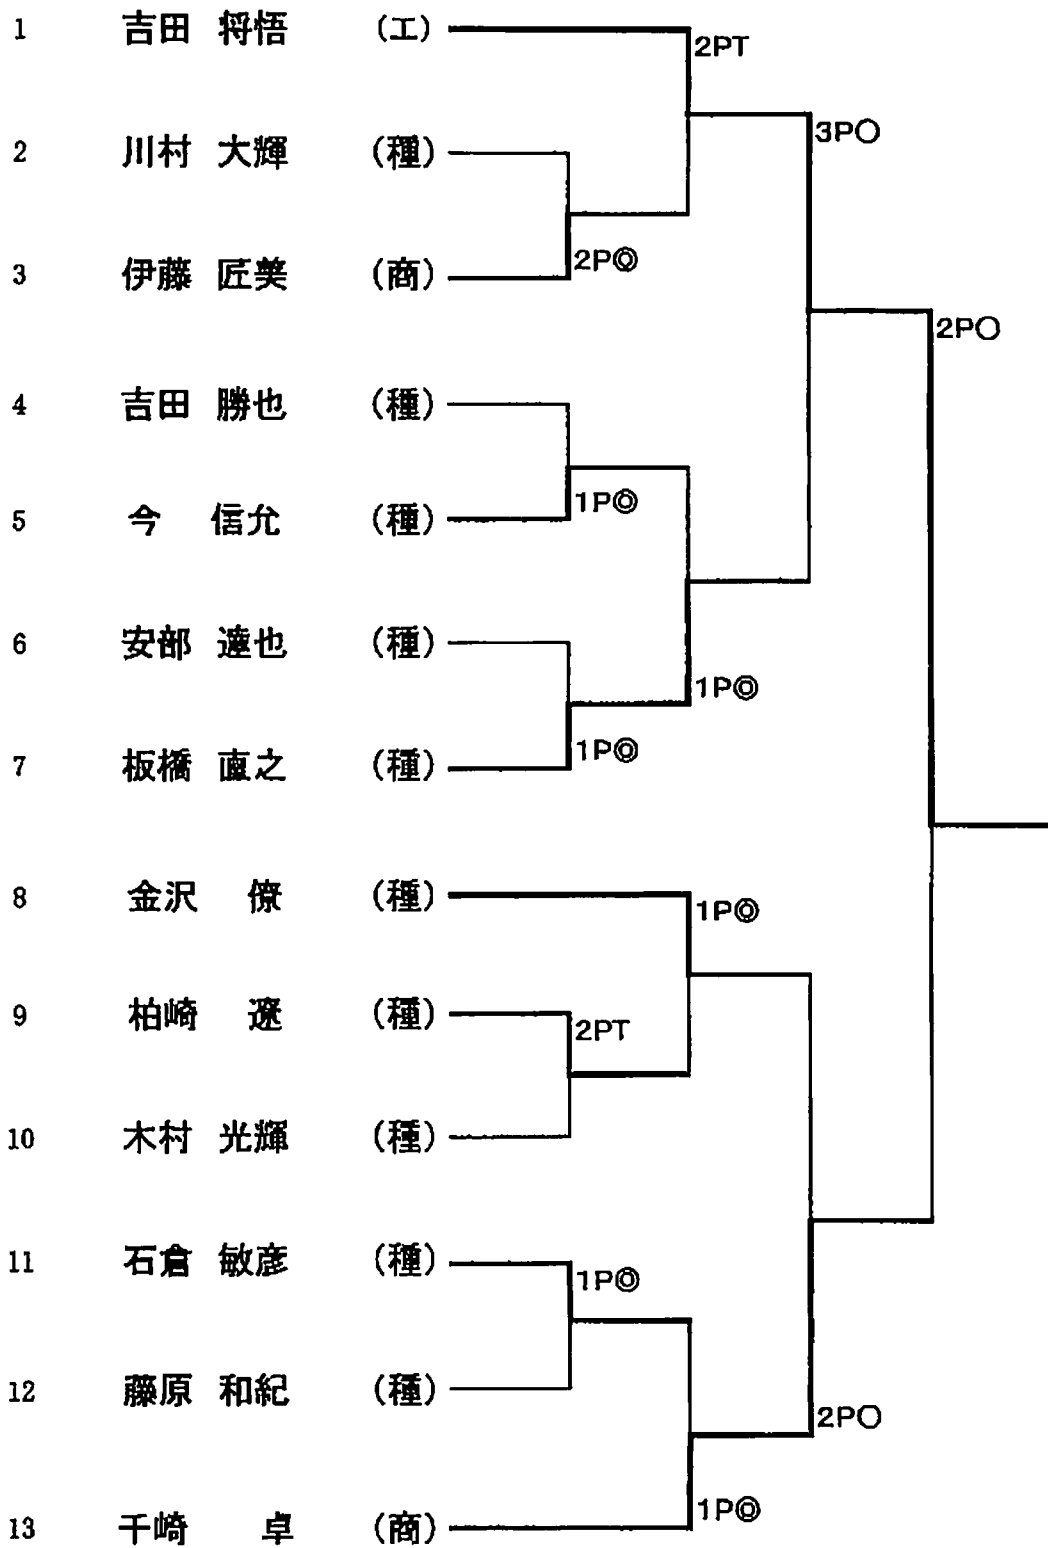 1 吉田 将悟 (工)
2PT
3P○
2 川村 大輝 (種)
3 伊藤 匠美 (商)
2P◎
2P○
4 吉田 勝也 (種)
1P◎
5 今 信允 (種)
6 安部 達也 (種)
1P◎
1P◎
7 板橋 直之 (種)
8 金沢 僚 (種)
1P◎
9 柏崎 遼 (種)
2PT
10 木村 光輝 (種)
11 石倉 敏彦 (種)
1P◎
12 藤原 和紀 (種)
2P○
1P◎
13 千崎 卓 (商)